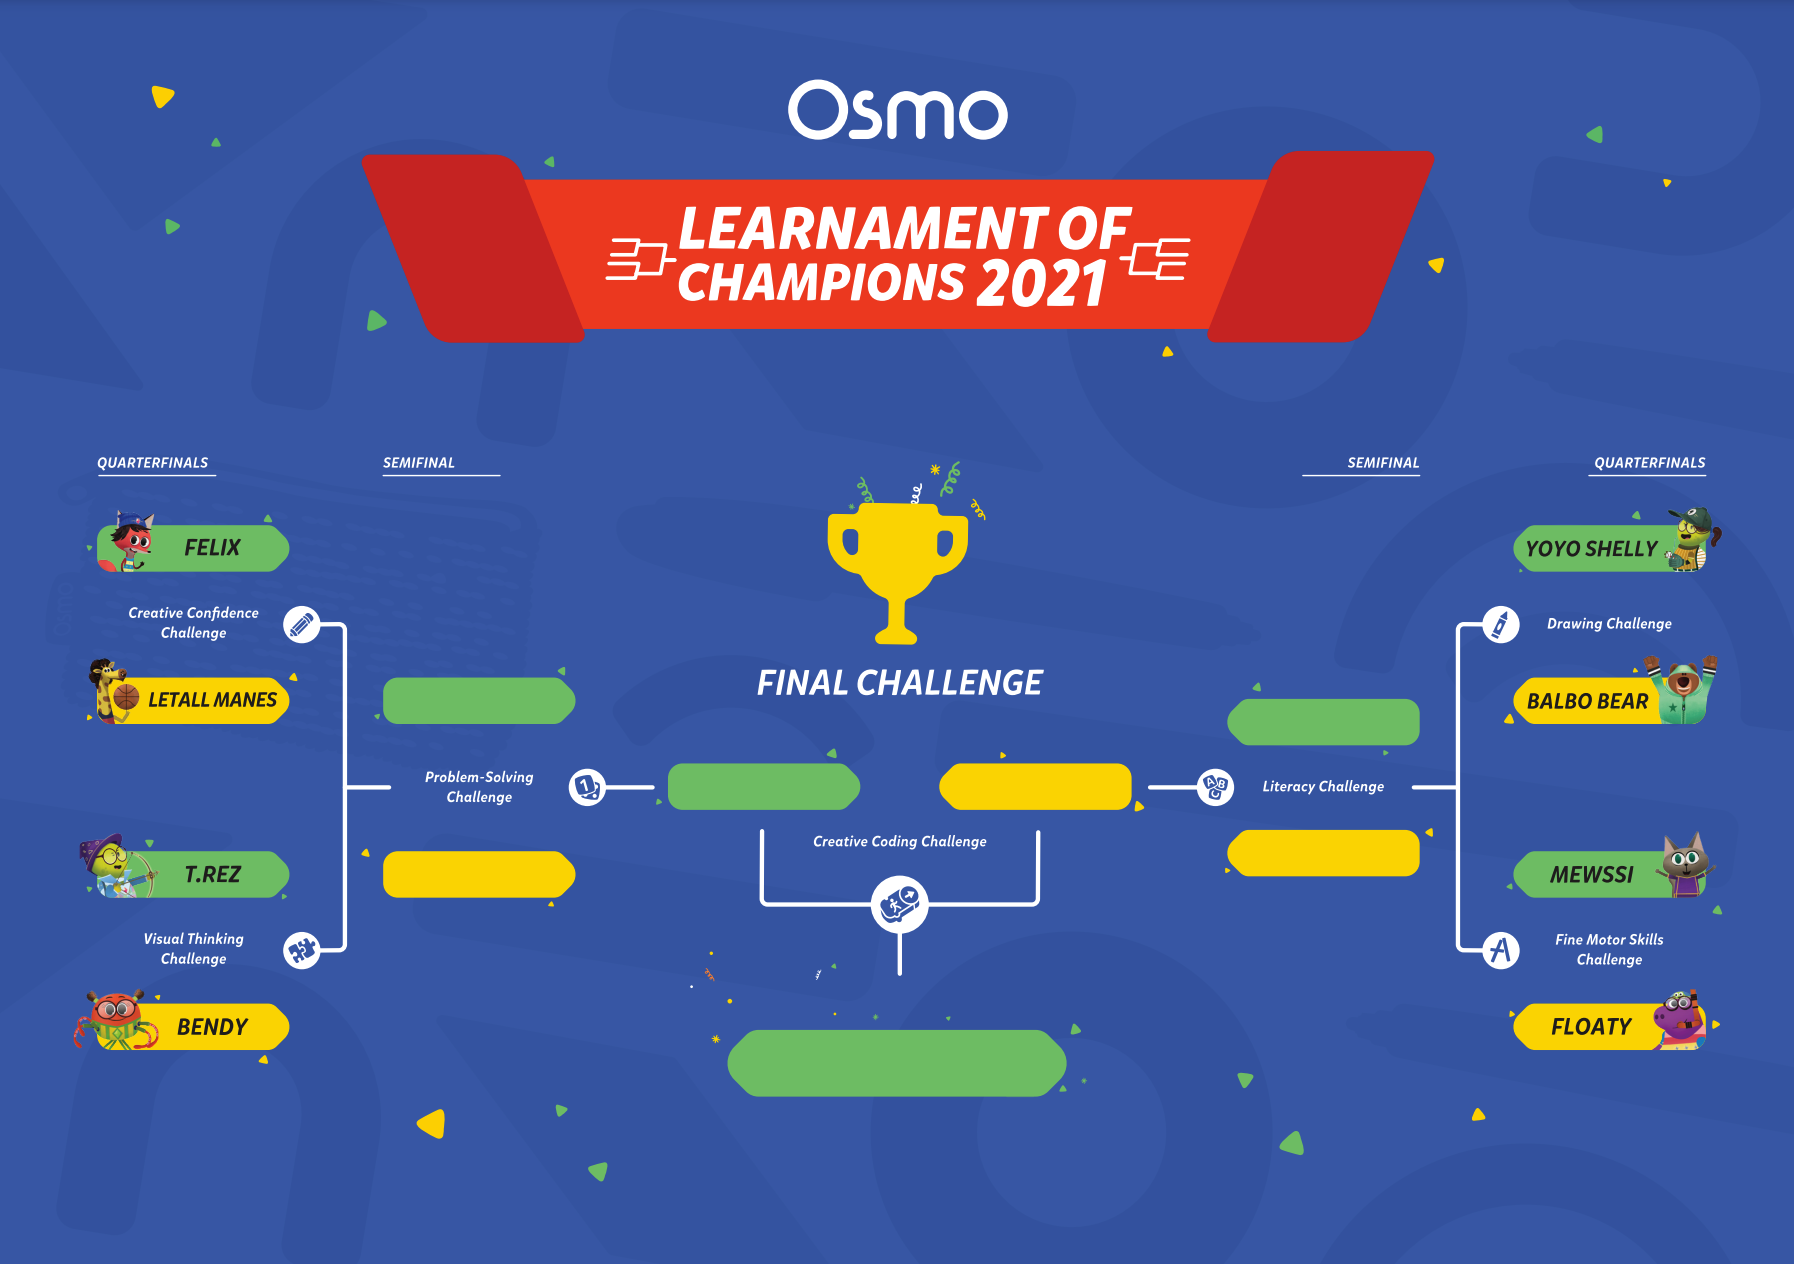 Osmo
LEARNAMENT OF
CHAMPIONS 2021
QUARTERFINALS
SEMIFINAL
SEMIFINAL
QUARTERFINALS
FELIX
Creative Confidence
Challenge
LETALL MANES
T.REZ
Visual Thinking
Challenge
BENDY
Problem-Solving
Challenge
1
FINAL CHALLENGE
Creative Coding Challenge
A B
C
Literacy Challenge
YOYO SHELLY
Drawing Challenge
BALBO BEAR
MEWSSI
Fine Motor Skills
Challenge
FLOATY